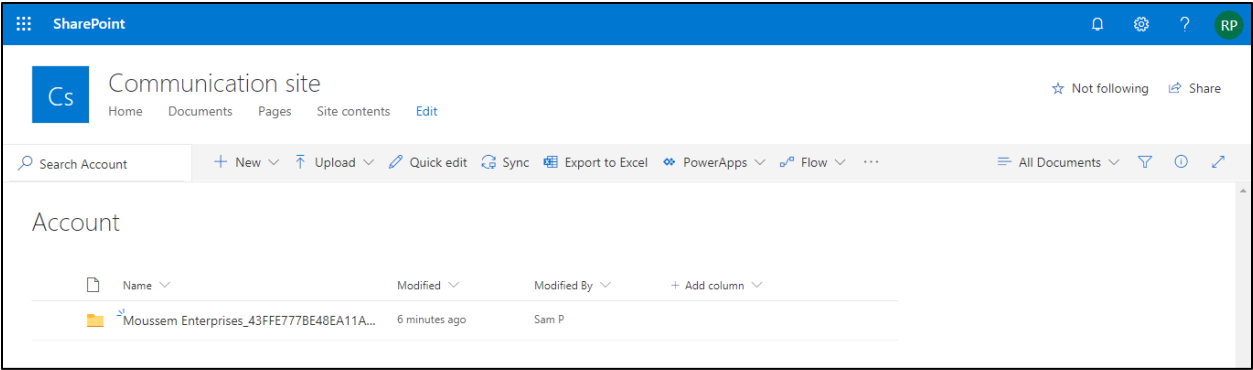 SharePoint ? RP
Cs Communication site
Home Documents Pages Site contents Edit Not following Share
Search Account New Upload Quick edit Sync Export to Excel PowerApps Flow ... All Documents
Account
Name Modified Modified By + Add column
Moussem Enterprises_43FFE777BE48EA11A... 6 minutes ago Sam P